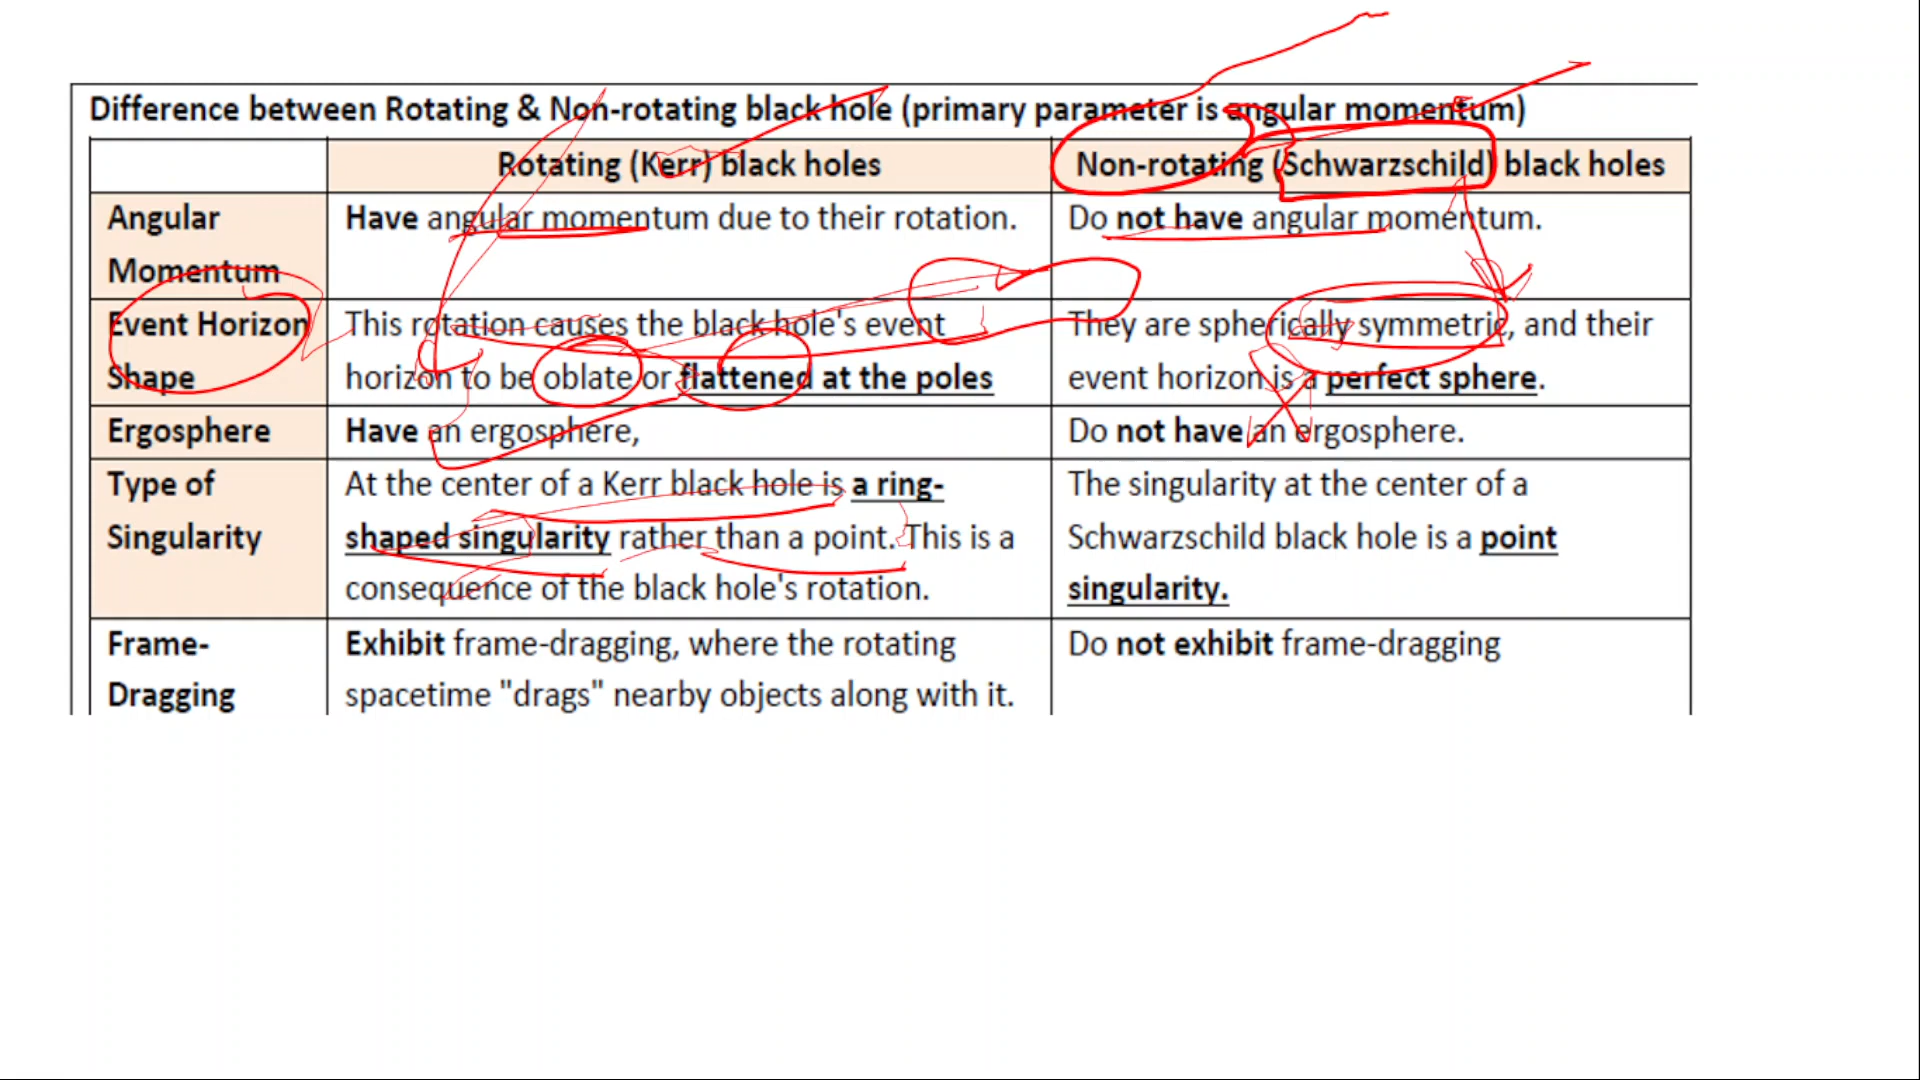 Difference between Rotating & Non-rotating black hole (primary parameter is angular momentum)
Rotating (Kerr) black holes
Non-rotating (Schwarzschild) black holes
Angular
Momentum
Have angular momentum due to their rotation.
Do not have angular momentum.
Event Horizon
Shape
This rotation causes the black hole's event
horizon to be oblate or flattened at the poles
They are spherically symmetric, and their
event horizon is a perfect sphere.
Ergosphere
Have an ergosphere,
Do not have an ergosphere.
Type of
Singularity
At the center of a Kerr black hole is a ring-
shaped singularity rather than a point. This is a
consequence of the black hole's rotation.
The singularity at the center of a
Schwarzschild black hole is a point
singularity.
Frame-
Dragging
Exhibit frame-dragging, where the rotating
spacetime "drags" nearby objects along with it.
Do not exhibit frame-dragging